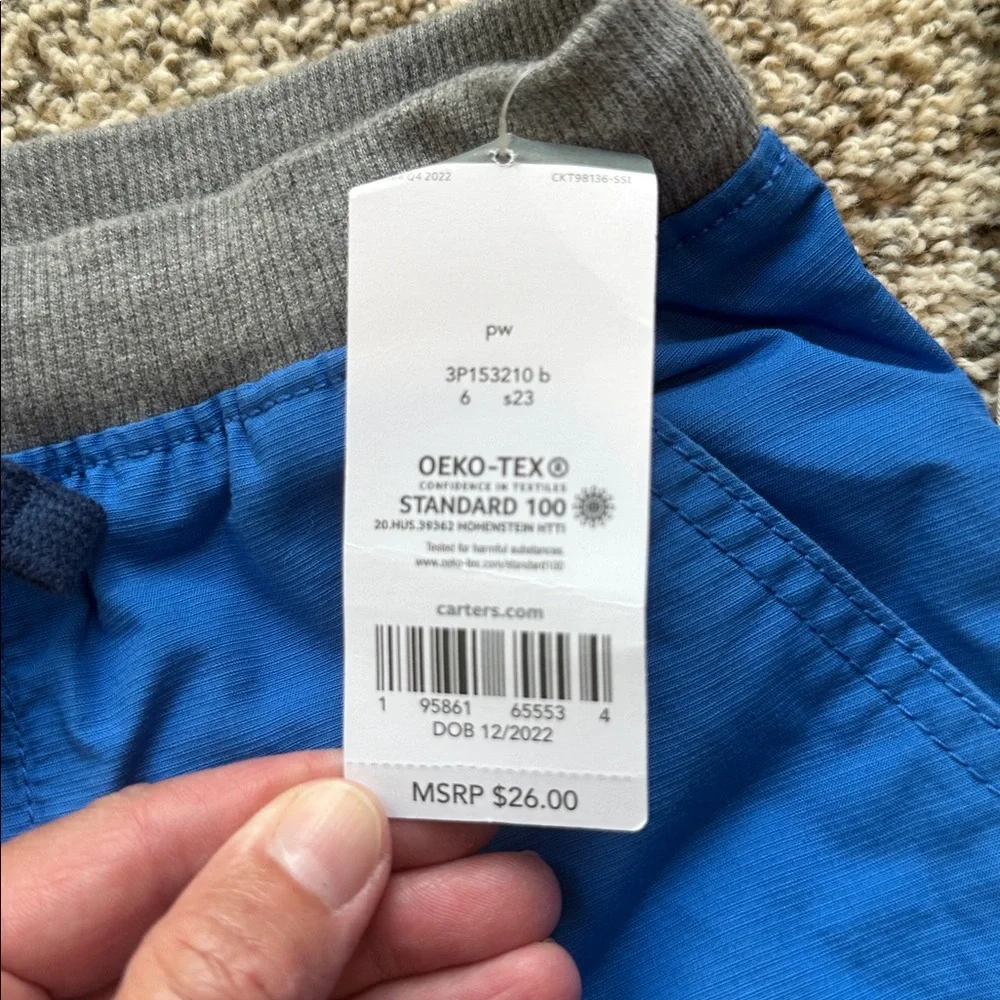 Q4 2022 CKT98136-SSI
pw
3P153210 b
6 s23
OEKO-TEX®
CONFIDENCE IN TEXTILES
STANDARD 100
20.HUS.39362 HOHENSTEIN HTTI
Tested for harmful substances.
www.oeko-tex.com/standard100
carters.com
1 95861 65553 4
DOB 12/2022
MSRP $26.00